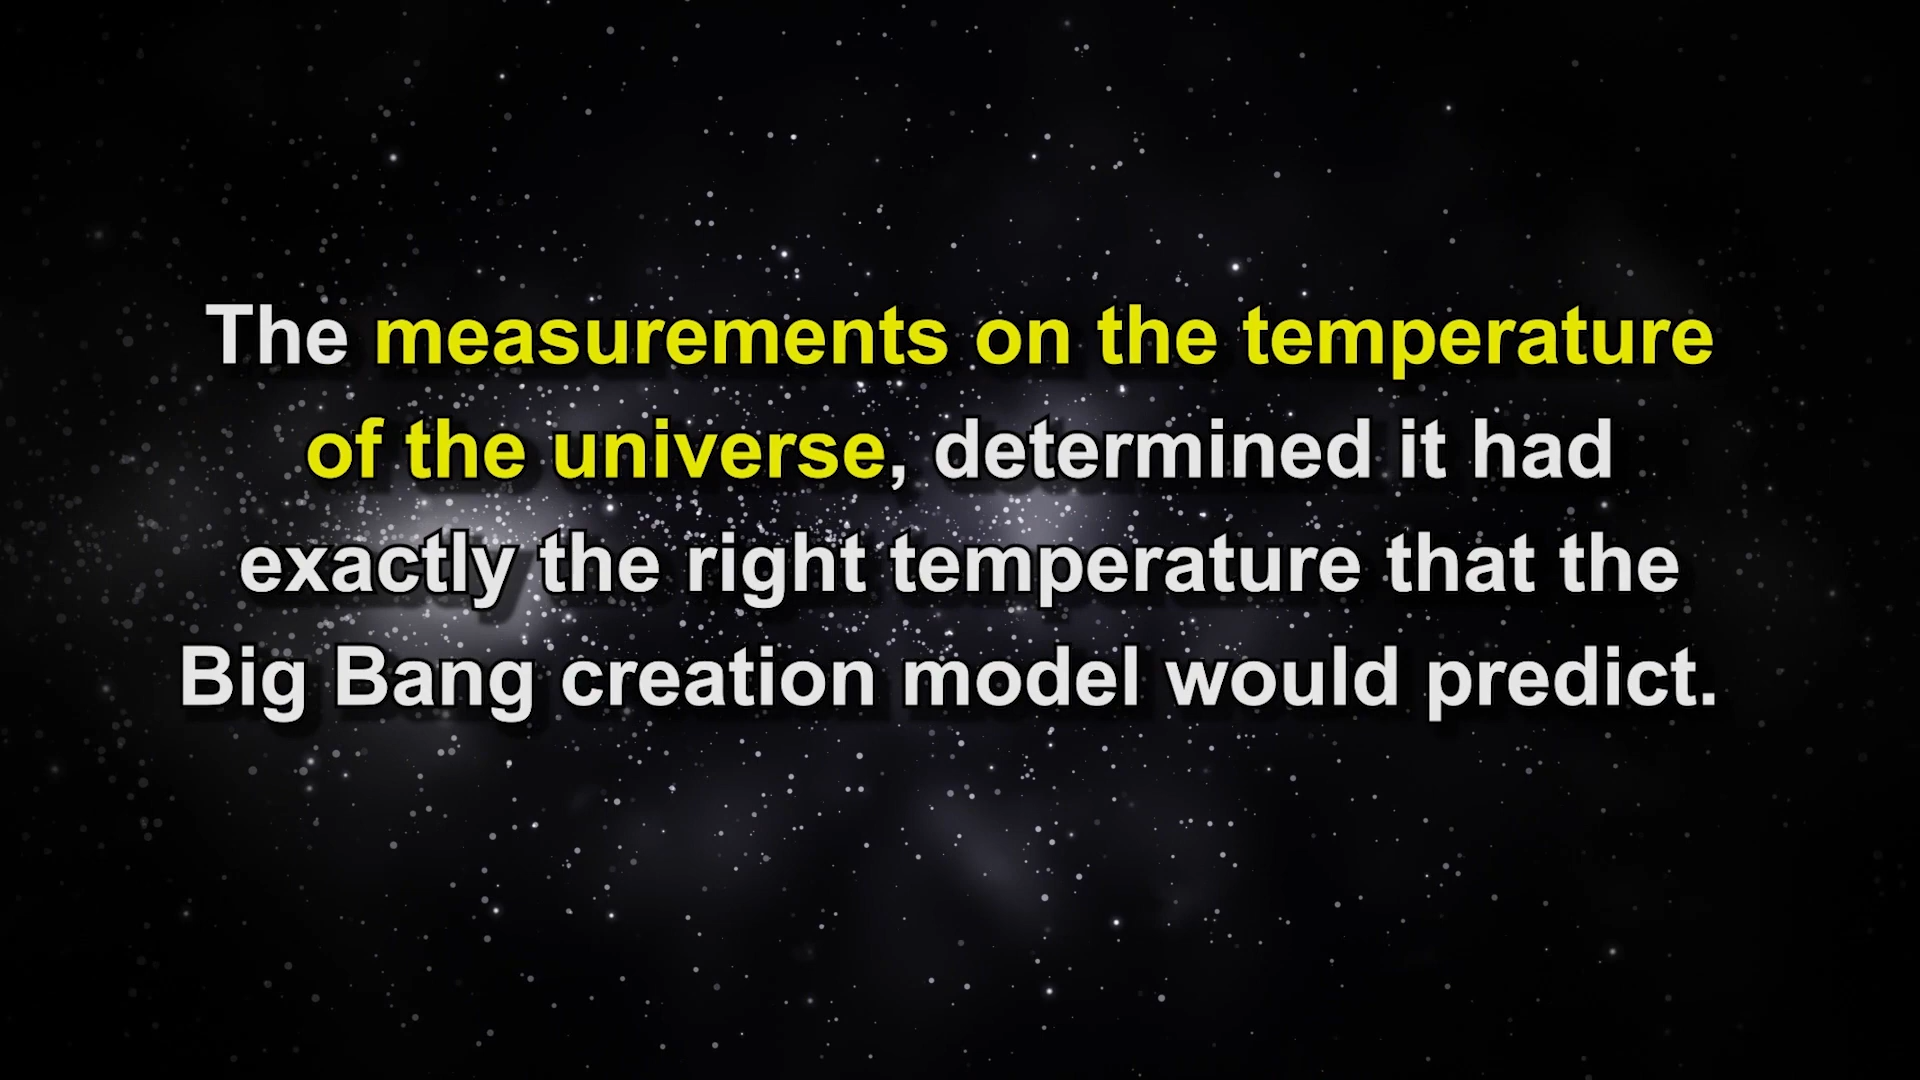 The measurements on the temperature
of the universe, determined it had
exactly the right temperature that the
Big Bang creation model would predict.